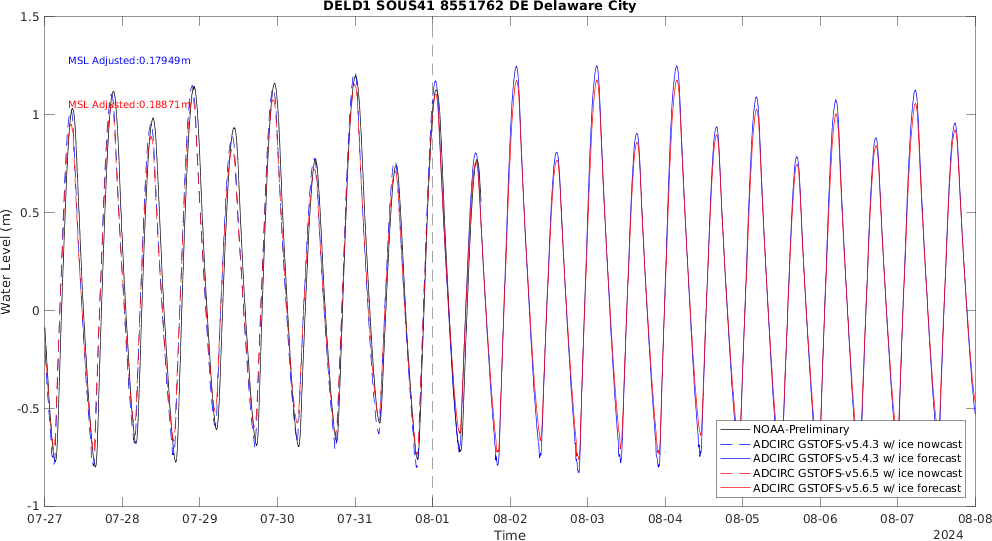 DELD1 SOUS41 8551762 DE Delaware City
1.5
1
0.5
0
-0.5
-1
Water Level (m)
MSL Adjusted:0.17949m
MSL Adjusted:0.18871m
NOAA-Preliminary
ADCIRC GSTOFS-v5.4.3 w/ ice nowcast
ADCIRC GSTOFS-v5.4.3 w/ ice forecast
ADCIRC GSTOFS-v5.6.5 w/ ice nowcast
ADCIRC GSTOFS-v5.6.5 w/ ice forecast
07-27 07-28 07-29 07-30 07-31 08-01 08-02 08-03 08-04 08-05 08-06 08-07 08-08
Time
2024